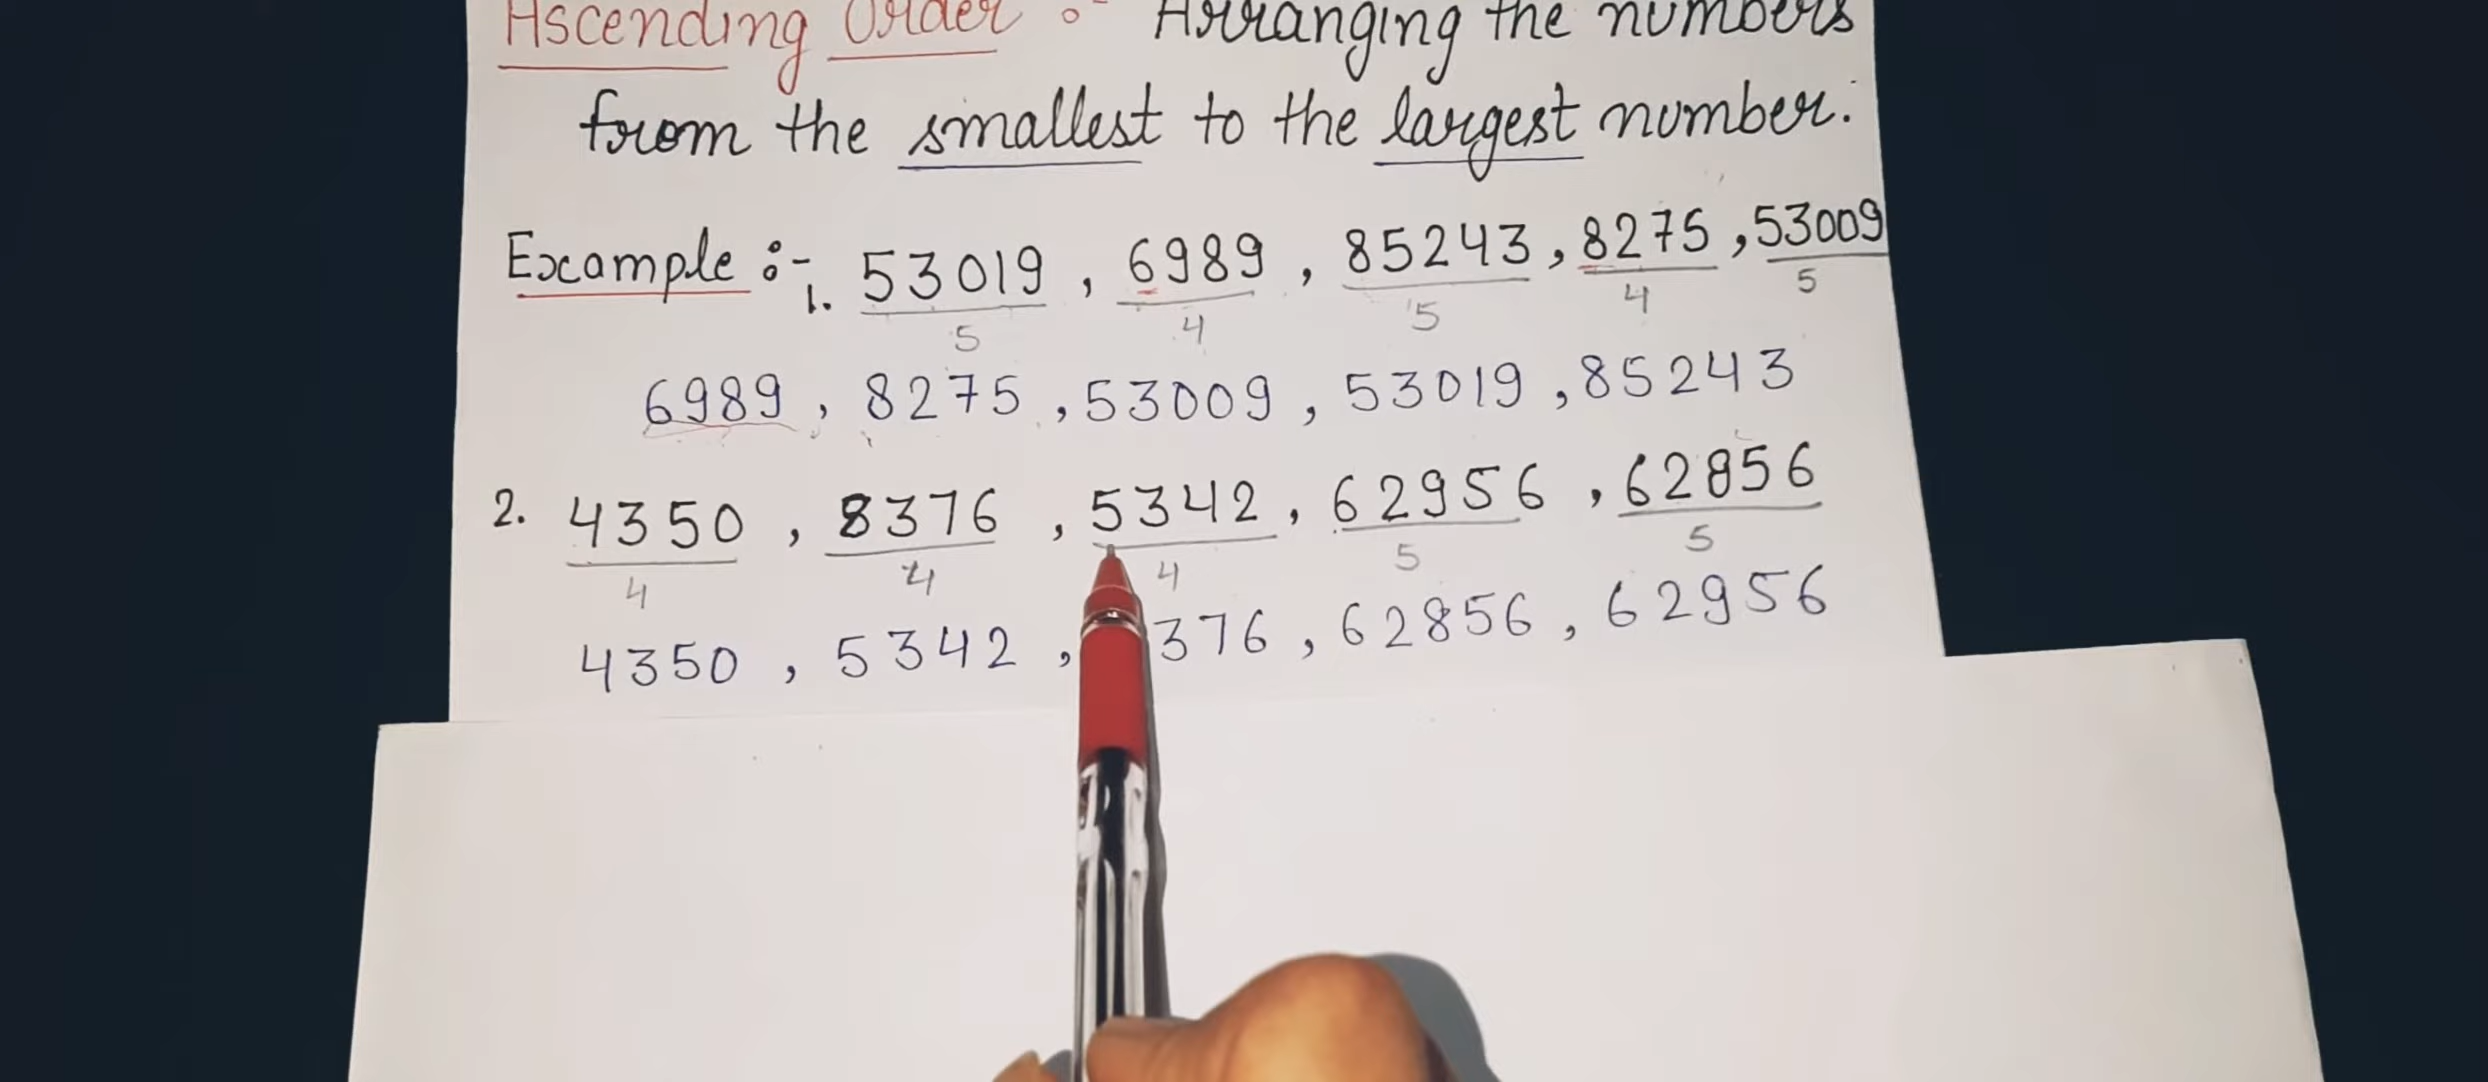 Ascending Order :- Arranging the numbers
from the smallest to the largest number.
Example :- 1. 53019 , 6989 , 85243 , 8275 , 53009
5 4 5 4 5
6989 , 8275 , 53009 , 53019 , 85243
2. 4350 , 8376 , 5342 , 62956 , 62856
4 4 4 5 5
4350 , 5342 , 376 , 62856 , 62956